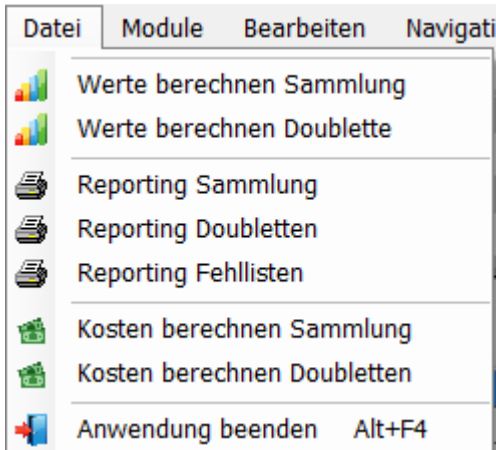 Datei Module Bearbeiten Navigati
Werte berechnen Sammlung
Werte berechnen Doublette
Reporting Sammlung
Reporting Doubletten
Reporting Fehllisten
Kosten berechnen Sammlung
Kosten berechnen Doubletten
Anwendung beenden Alt+F4